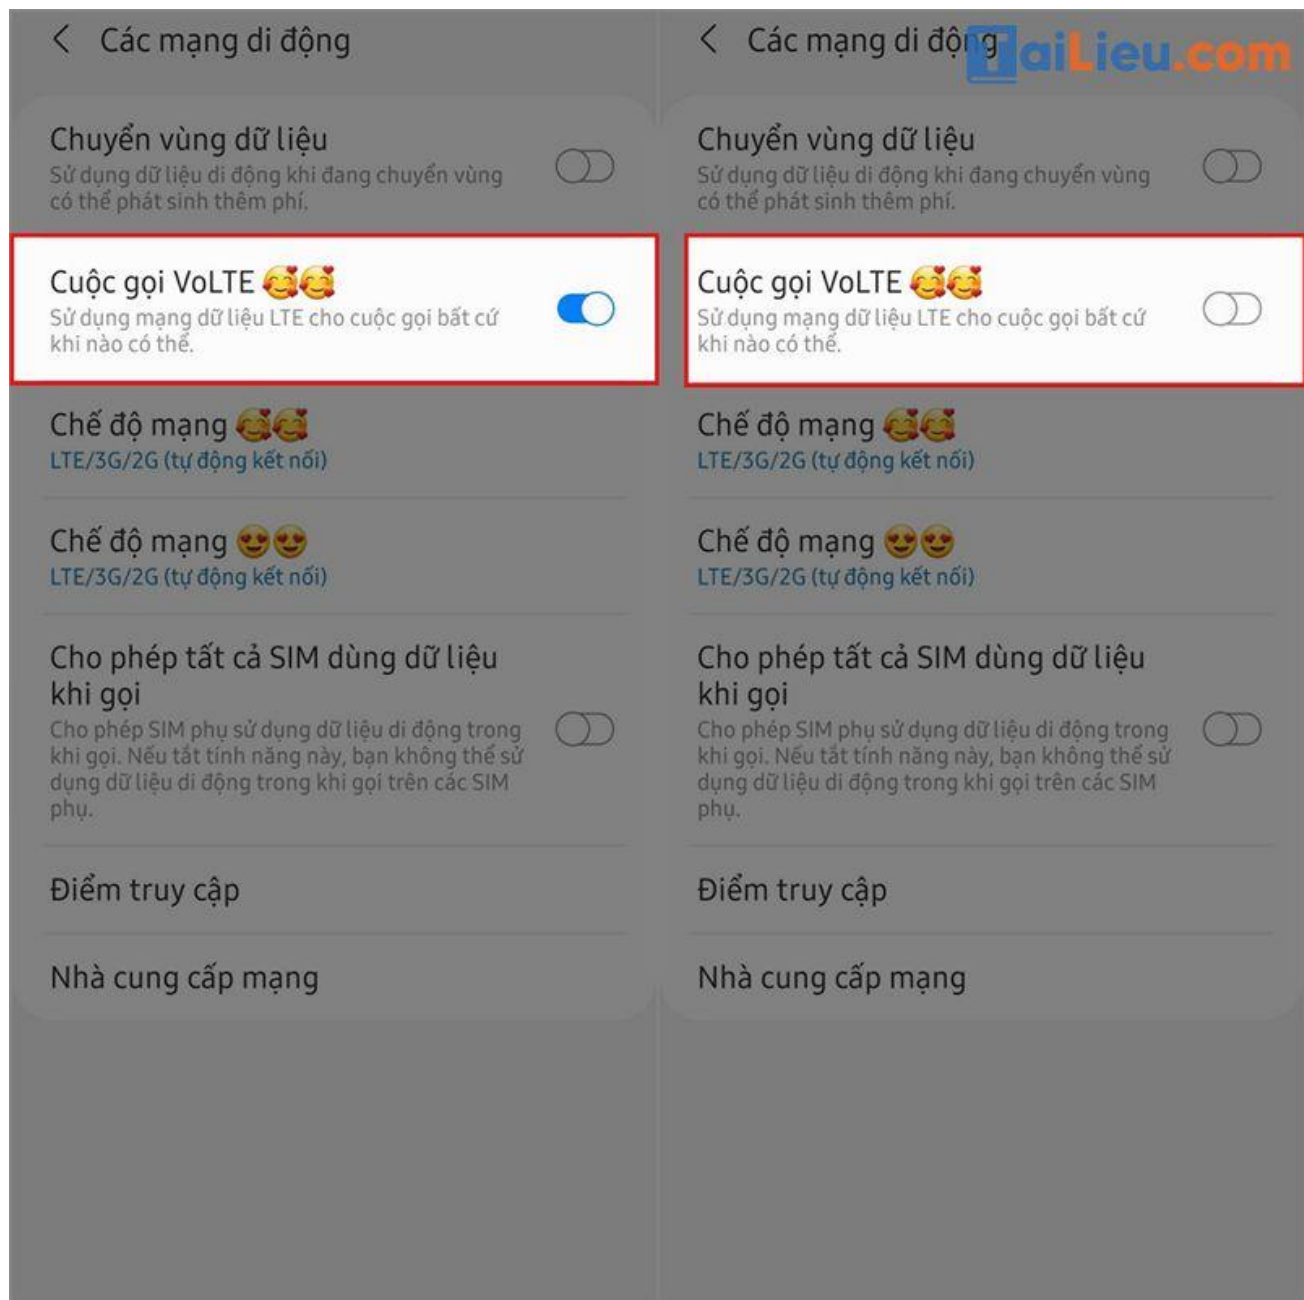 Các mạng di động
Chuyển vùng dữ liệu
Sử dụng dữ liệu di động khi đang chuyển vùng
có thể phát sinh thêm phí.
Cuộc gọi VoLTE 🥰🥰
Sử dụng mạng dữ liệu LTE cho cuộc gọi bất cứ
khi nào có thể.
Chế độ mạng 🥰🥰
LTE/3G/2G (tự động kết nối)
Chế độ mạng 😍😍
LTE/3G/2G (tự động kết nối)
Cho phép tất cả SIM dùng dữ liệu
khi gọi
Cho phép SIM phụ sử dụng dữ liệu di động trong
khi gọi. Nếu tắt tính năng này, bạn không thể sử
dụng dữ liệu di động trong khi gọi trên các SIM
phụ.
Điểm truy cập
Nhà cung cấp mạng
Các mạng di động
TaiLieu.com
Chuyển vùng dữ liệu
Sử dụng dữ liệu di động khi đang chuyển vùng
có thể phát sinh thêm phí.
Cuộc gọi VoLTE 🥰🥰
Sử dụng mạng dữ liệu LTE cho cuộc gọi bất cứ
khi nào có thể.
Chế độ mạng 🥰🥰
LTE/3G/2G (tự động kết nối)
Chế độ mạng 😍😍
LTE/3G/2G (tự động kết nối)
Cho phép tất cả SIM dùng dữ liệu
khi gọi
Cho phép SIM phụ sử dụng dữ liệu di động trong
khi gọi. Nếu tắt tính năng này, bạn không thể sử
dụng dữ liệu di động trong khi gọi trên các SIM
phụ.
Điểm truy cập
Nhà cung cấp mạng